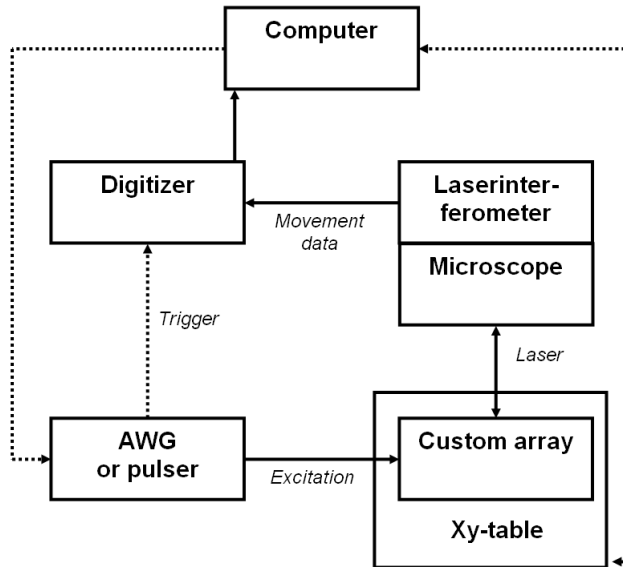 Computer
Digitizer
Laserinter-
ferometer
Movement
data
Microscope
Trigger
Laser
AWG
or pulser
Excitation
Custom array
Xy-table